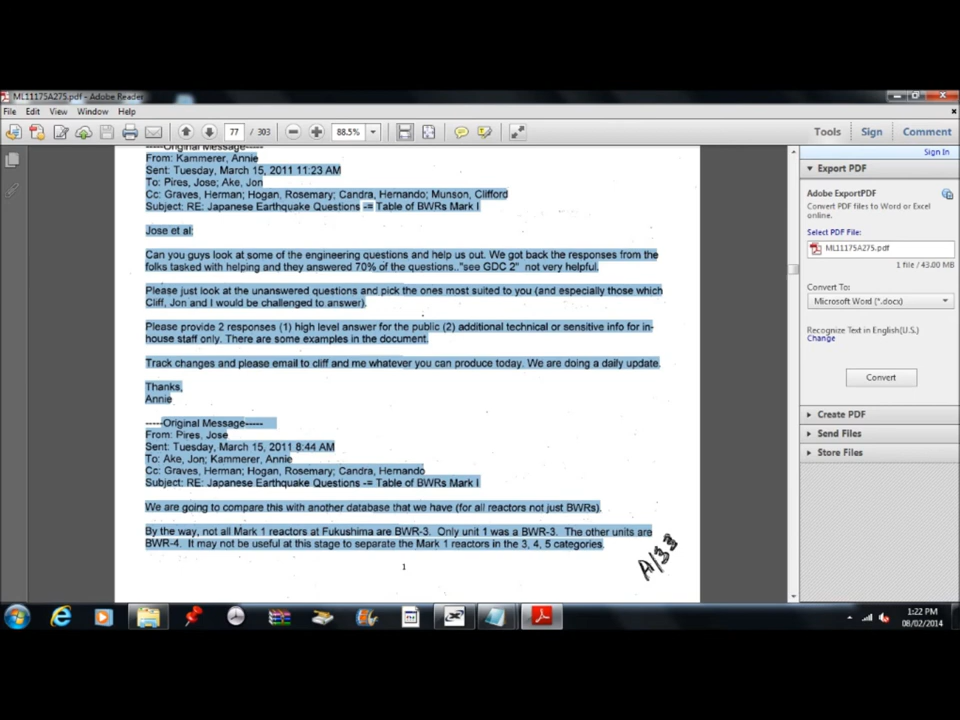 ML11175A275.pdf - Adobe Reader
File Edit View Window Help
77 / 303 88.5% Tools Sign Comment
-----Original Message-----
From: Kammerer, Annie
Sent: Tuesday, March 15, 2011 11:23 AM
To: Pires, Jose; Ake, Jon
Cc: Graves, Herman; Hogan, Rosemary; Candra, Hernando; Munson, Clifford
Subject: RE: Japanese Earthquake Questions -= Table of BWRs Mark I
Jose et al:
Can you guys look at some of the engineering questions and help us out. We got back the responses from the
folks tasked with helping and they answered 70% of the questions.."see GDC 2" not very helpful.
Please just look at the unanswered questions and pick the ones most suited to you (and especially those which
Cliff, Jon and I would be challenged to answer).
Please provide 2 responses (1) high level answer for the public (2) additional technical or sensitive info for in-
house staff only. There are some examples in the document.
Track changes and please email to cliff and me whatever you can produce today. We are doing a daily update.
Thanks,
Annie
-----Original Message-----
From: Pires, Jose
Sent: Tuesday, March 15, 2011 8:44 AM
To: Ake, Jon; Kammerer, Annie
Cc: Graves, Herman; Hogan, Rosemary; Candra, Hernando
Subject: RE: Japanese Earthquake Questions -= Table of BWRs Mark I
We are going to compare this with another database that we have (for all reactors not just BWRs).
By the way, not all Mark 1 reactors at Fukushima are BWR-3. Only unit 1 was a BWR-3. The other units are
BWR-4. It may not be useful at this stage to separate the Mark 1 reactors in the 3, 4, 5 categories.
1
A/33
Sign In
Export PDF
Adobe ExportPDF
Convert PDF files to Word or Excel
online.
Select PDF File:
ML11175A275.pdf
1 file / 43.00 MB
Convert To:
Microsoft Word (*.docx)
Recognize Text in English(U.S.)
Change
Convert
Create PDF
Send Files
Store Files
1:22 PM
08/02/2014